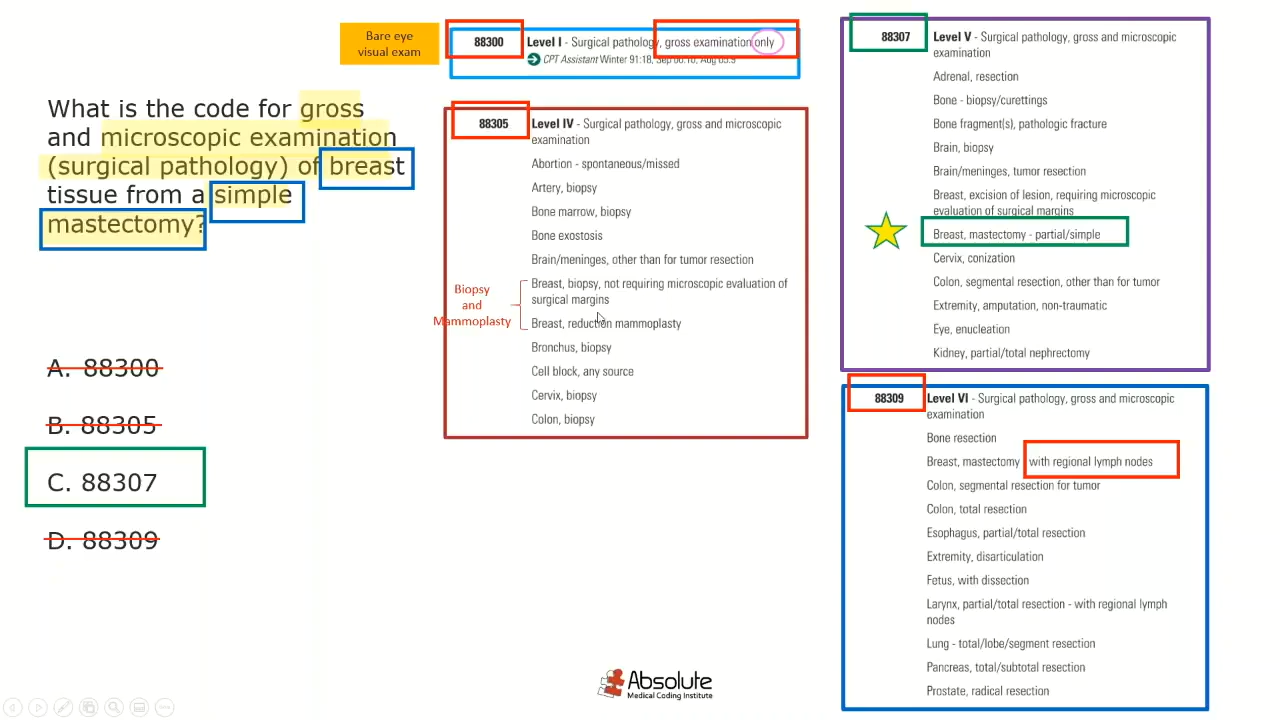 Bare eye
visual exam
What is the code for gross
and microscopic examination
(surgical pathology) of breast
tissue from a simple
mastectomy?
A. 88300
B. 88305
C. 88307
D. 88309
88300 Level I - Surgical pathology, gross examination only
CPT Assistant Winter 91:18, Sep 00:10, Aug 05:9
88305 Level IV - Surgical pathology, gross and microscopic
examination
Abortion - spontaneous/missed
Artery, biopsy
Bone marrow, biopsy
Bone exostosis
Brain/meninges, other than for tumor resection
Breast, biopsy, not requiring microscopic evaluation of
surgical margins
Breast, reduction mammoplasty
Bronchus, biopsy
Cell block, any source
Cervix, biopsy
Colon, biopsy
Biopsy
and
Mammoplasty
88307 Level V - Surgical pathology, gross and microscopic
examination
Adrenal, resection
Bone - biopsy/curettings
Bone fragment(s), pathologic fracture
Brain, biopsy
Brain/meninges, tumor resection
Breast, excision of lesion, requiring microscopic
evaluation of surgical margins
Breast, mastectomy - partial/simple
Cervix, conization
Colon, segmental resection, other than for tumor
Extremity, amputation, non-traumatic
Eye, enucleation
Kidney, partial/total nephrectomy
88309 Level VI - Surgical pathology, gross and microscopic
examination
Bone resection
Breast, mastectomy with regional lymph nodes
Colon, segmental resection for tumor
Colon, total resection
Esophagus, partial/total resection
Extremity, disarticulation
Fetus, with dissection
Larynx, partial/total resection - with regional lymph
nodes
Lung - total/lobe/segment resection
Pancreas, total/subtotal resection
Prostate, radical resection
Absolute
Medical Coding Institute